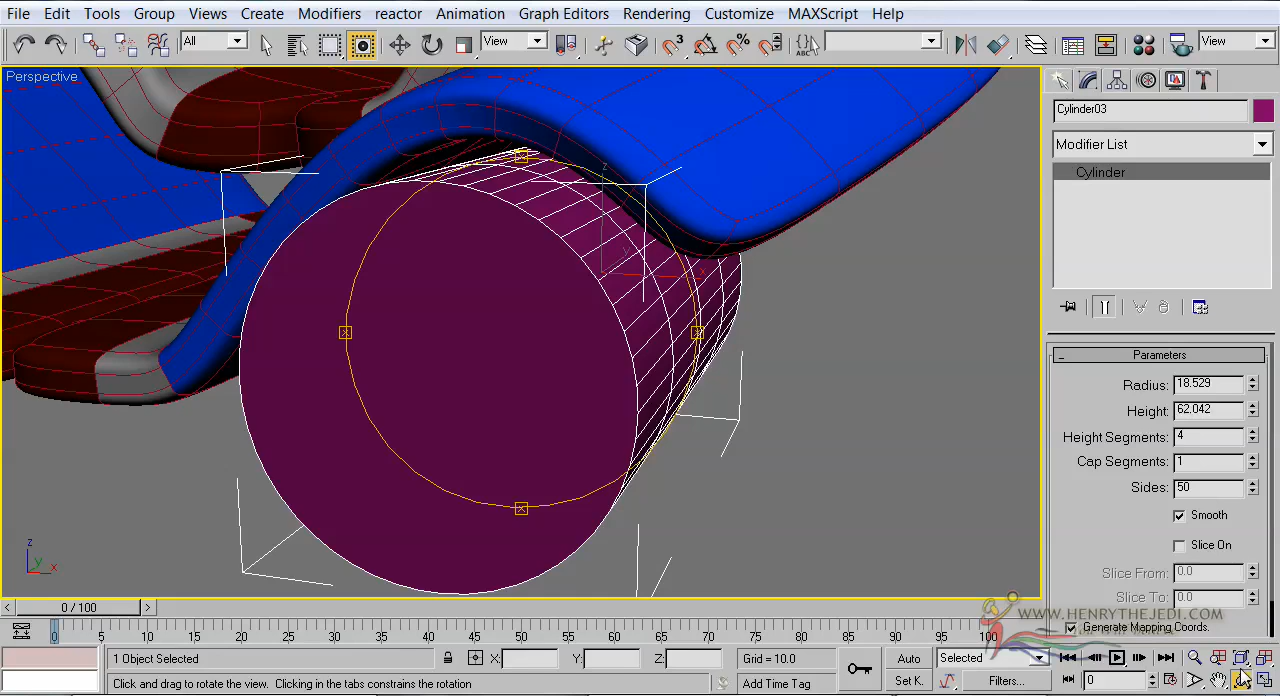 File Edit Tools Group Views Create Modifiers reactor Animation Graph Editors Rendering Customize MAXScript Help
All View 3 % ABC View
Perspective
Cylinder03
Modifier List
Cylinder
Parameters
Radius: 18.529
Height: 62.042
Height Segments: 4
Cap Segments: 1
Sides: 50
Smooth
Slice On
Slice From: 0.0
Slice To: 0.0
Generate Mapping Coords.
WWW.HENRYTHEJEDI.COM
z y x
z y x
< 0 / 100 >
0 5 10 15 20 25 30 35 40 45 50 55 60 65 70 75 80 85 90 95 100
1 Object Selected X: Y: Z: Grid = 10.0 Auto Selected
Click and drag to rotate the view. Clicking in the tabs constrains the rotation Add Time Tag Set K. Filters... 0